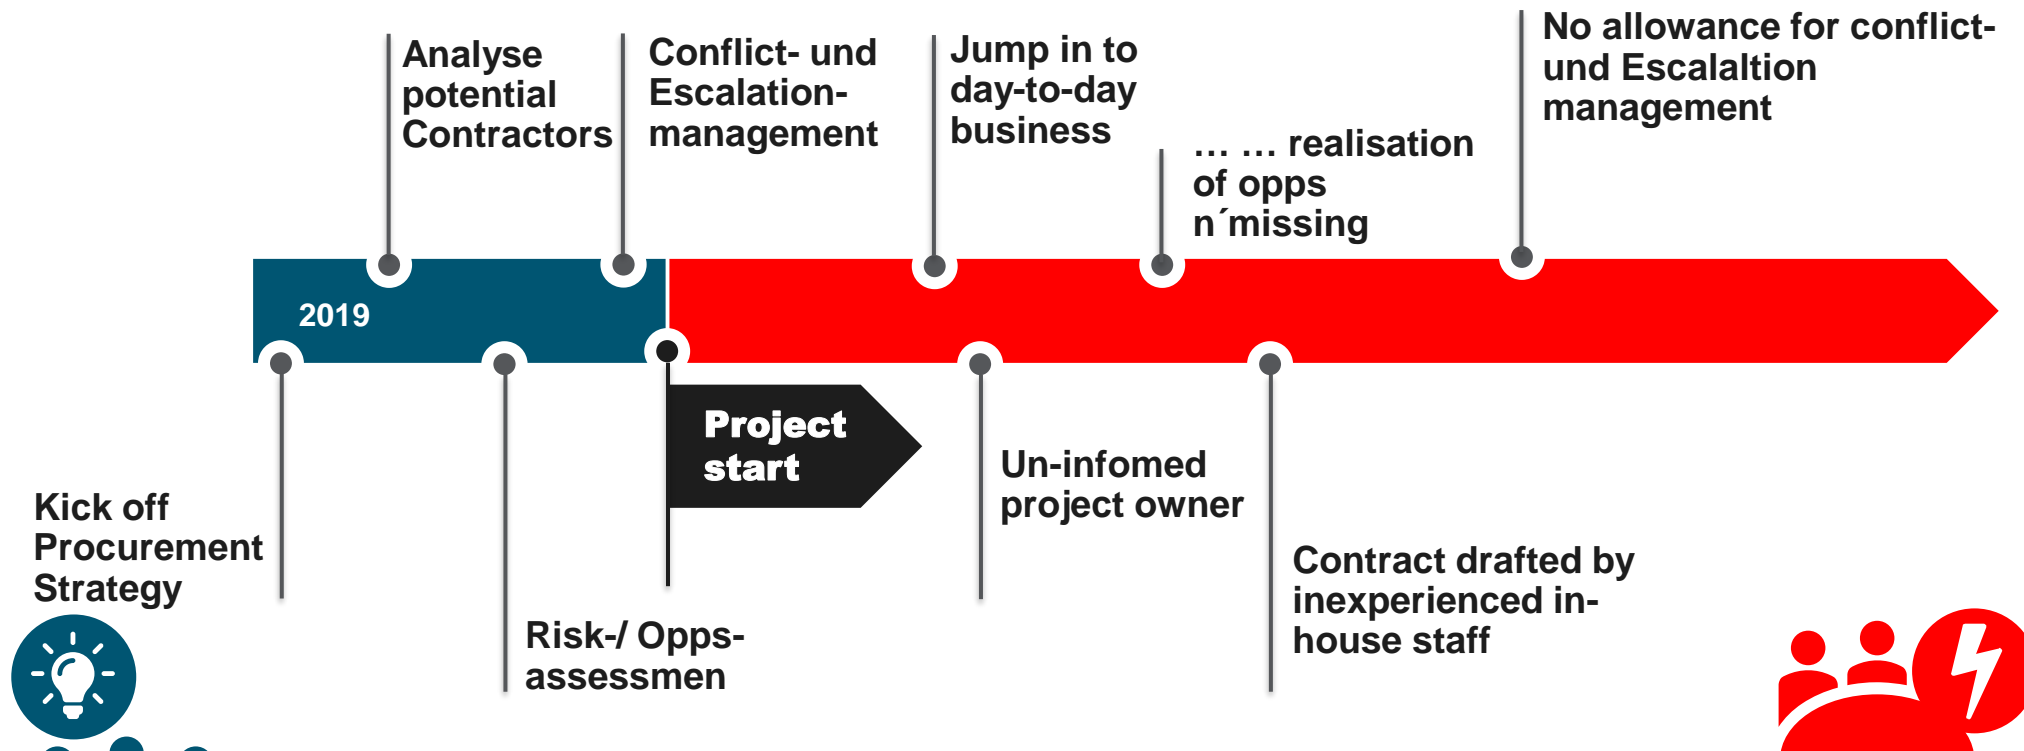 Analyse
potential
Contractors
Conflict- und
Escalation-
management
Jump in to
day-to-day
business
… … realisation
of opps
n´missing
No allowance for conflict-
und Escalaltion
management
2019
Project
start
Kick off
Procurement
Strategy
Risk-/ Opps-
assessmen
Un-infomed
project owner
Contract drafted by
inexperienced in-
house staff